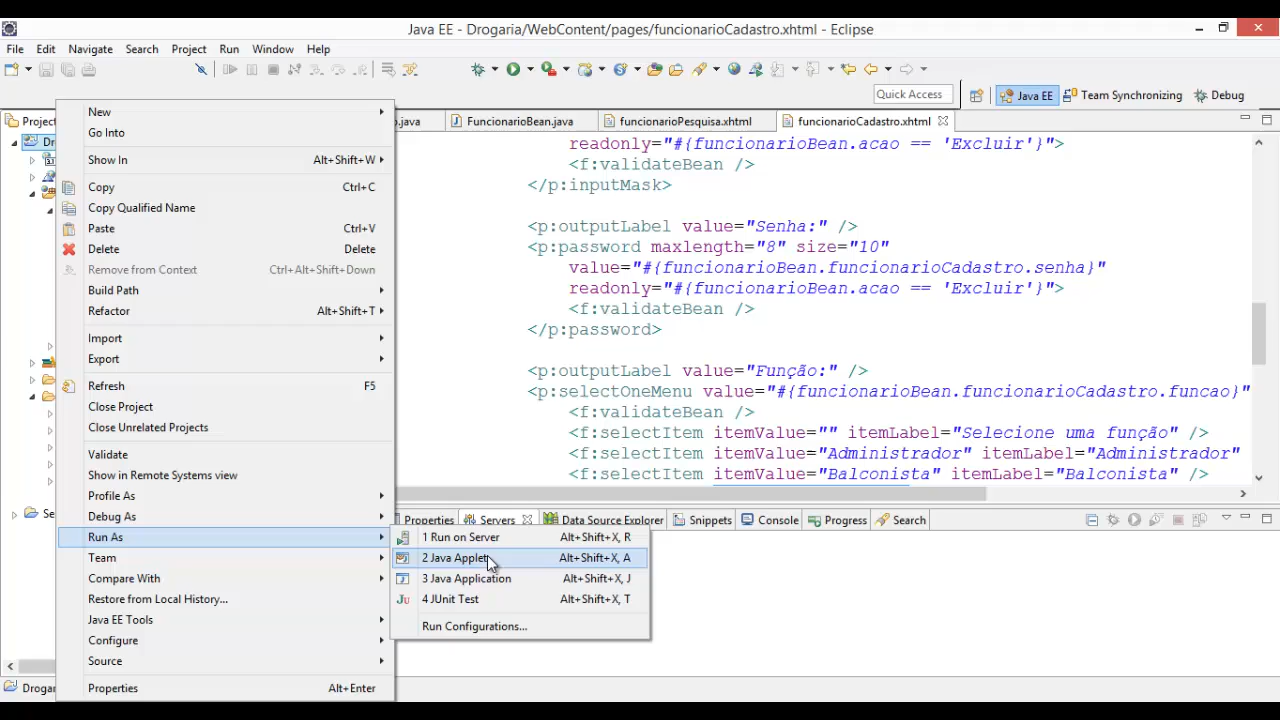 Java EE - Drogaria/WebContent/pages/funcionarioCadastro.xhtml - Eclipse
File Edit Navigate Search Project Run Window Help
Quick Access Java EE Team Synchronizing Debug
Project
o.java FuncionarioBean.java funcionarioPesquisa.xhtml funcionarioCadastro.xhtml
New
Go Into
Show In Alt+Shift+W
Copy Ctrl+C
Copy Qualified Name
Paste Ctrl+V
Delete Delete
Remove from Context Ctrl+Alt+Shift+Down
Build Path
Refactor Alt+Shift+T
Import
Export
Refresh F5
Close Project
Close Unrelated Projects
Validate
Show in Remote Systems view
Profile As
Debug As
Run As
Team
Compare With
Restore from Local History...
Java EE Tools
Configure
Source
Properties Alt+Enter
readonly="#{funcionarioBean.acao == 'Excluir'}">
<f:validateBean />
</p:inputMask>
<p:outputLabel value="Senha:" />
<p:password maxlength="8" size="10"
value="#{funcionarioBean.funcionarioCadastro.senha}"
readonly="#{funcionarioBean.acao == 'Excluir'}">
<f:validateBean />
</p:password>
<p:outputLabel value="Função:" />
<p:selectOneMenu value="#{funcionarioBean.funcionarioCadastro.funcao}"
<f:validateBean />
<f:selectItem itemValue="" itemLabel="Selecione uma função" />
<f:selectItem itemValue="Administrador" itemLabel="Administrador"
<f:selectItem itemValue="Balconista" itemLabel="Balconista" />
Properties Servers Data Source Explorer Snippets Console Progress Search
1 Run on Server Alt+Shift+X, R
2 Java Applet Alt+Shift+X, A
3 Java Application Alt+Shift+X, J
4 JUnit Test Alt+Shift+X, T
Run Configurations...
Dr
Se
Drogar